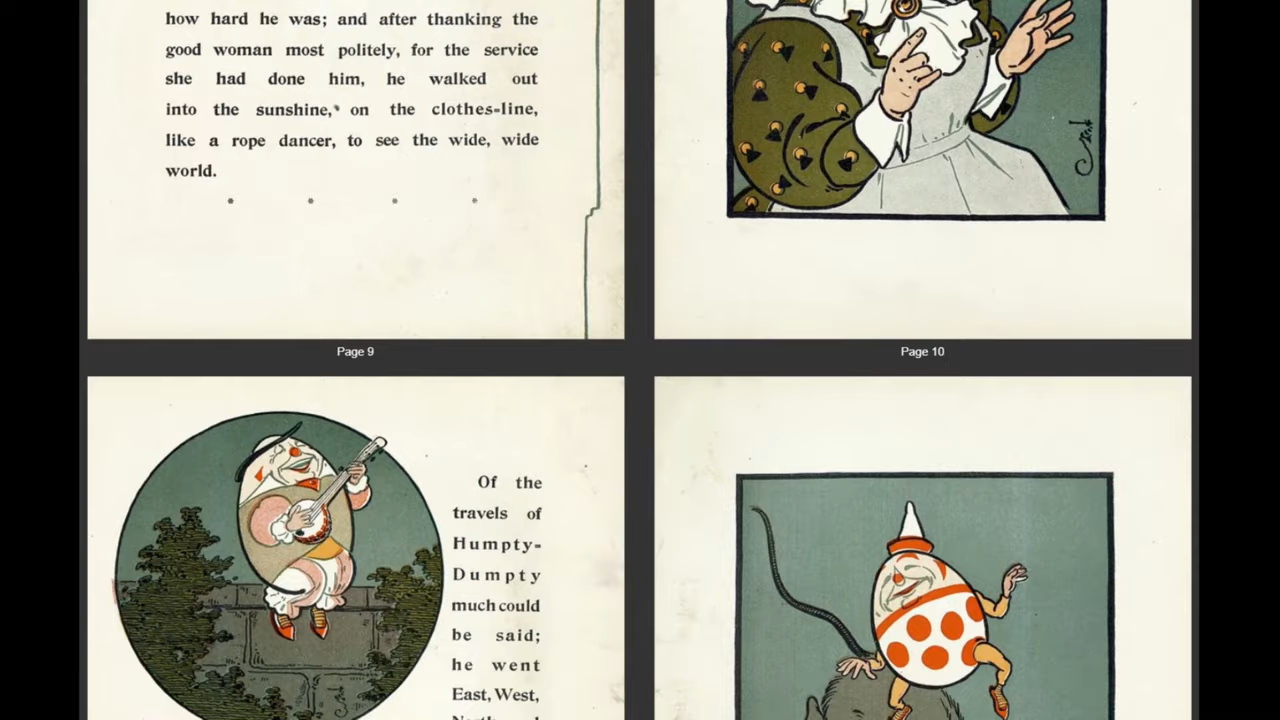 how hard he was; and after thanking the
good woman most politely, for the service
she had done him, he walked out
into the sunshine, on the clothes-line,
like a rope dancer, to see the wide, wide
world.
* * * *
Page 9
Page 10
Of the
travels of
Humpty-
Dumpty
much could
be said;
he went
East, West,